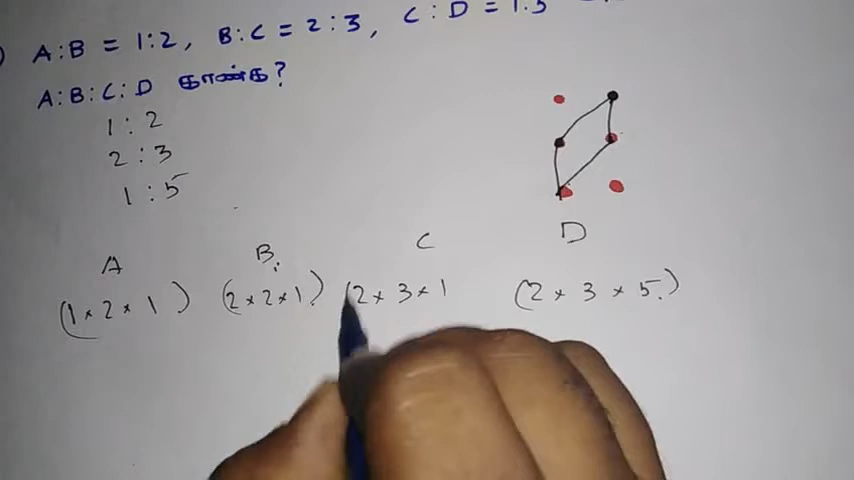 A:B = 1:2, B:C = 2:3, C:D = 1:5
A:B:C:D காண்க?
1 : 2
2 : 3
1 : 5
A B C D
(1 × 2 × 1) (2 × 2 × 1) (2 × 3 × 1 (2 × 3 × 5)